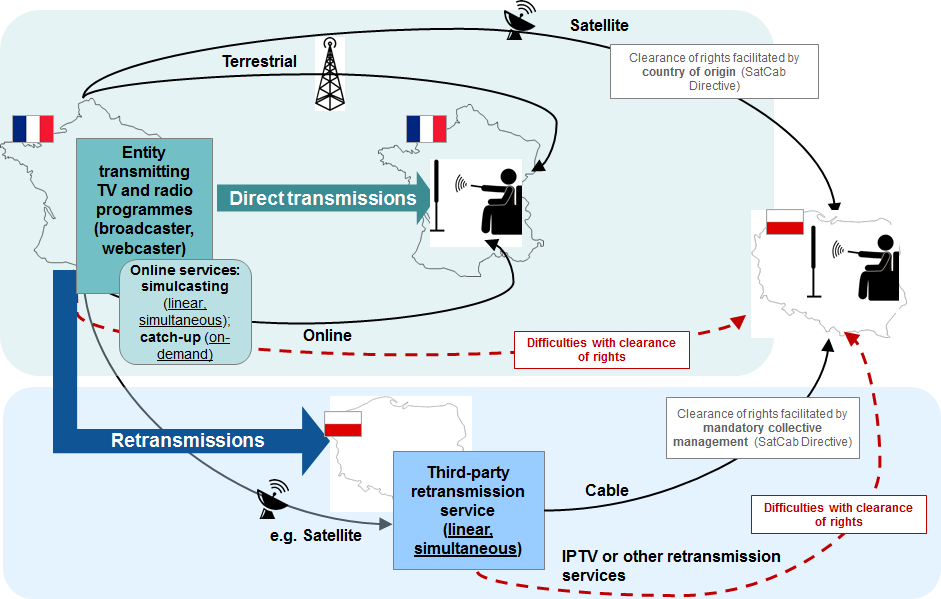 Satellite
Terrestrial
Clearance of rights facilitated by
country of origin (SatCab
Directive)
Entity
transmitting
TV and radio
programmes
(broadcaster,
webcaster)
Direct transmissions
Online services:
simulcasting
(linear,
simultaneous);
catch-up (on-
demand)
Online
Difficulties with clearance
of rights
Retransmissions
Clearance of rights facilitated by
mandatory collective
management (SatCab Directive)
Third-party
retransmission
service
(linear,
simultaneous)
Cable
Difficulties with clearance
of rights
e.g. Satellite
IPTV or other retransmission
services